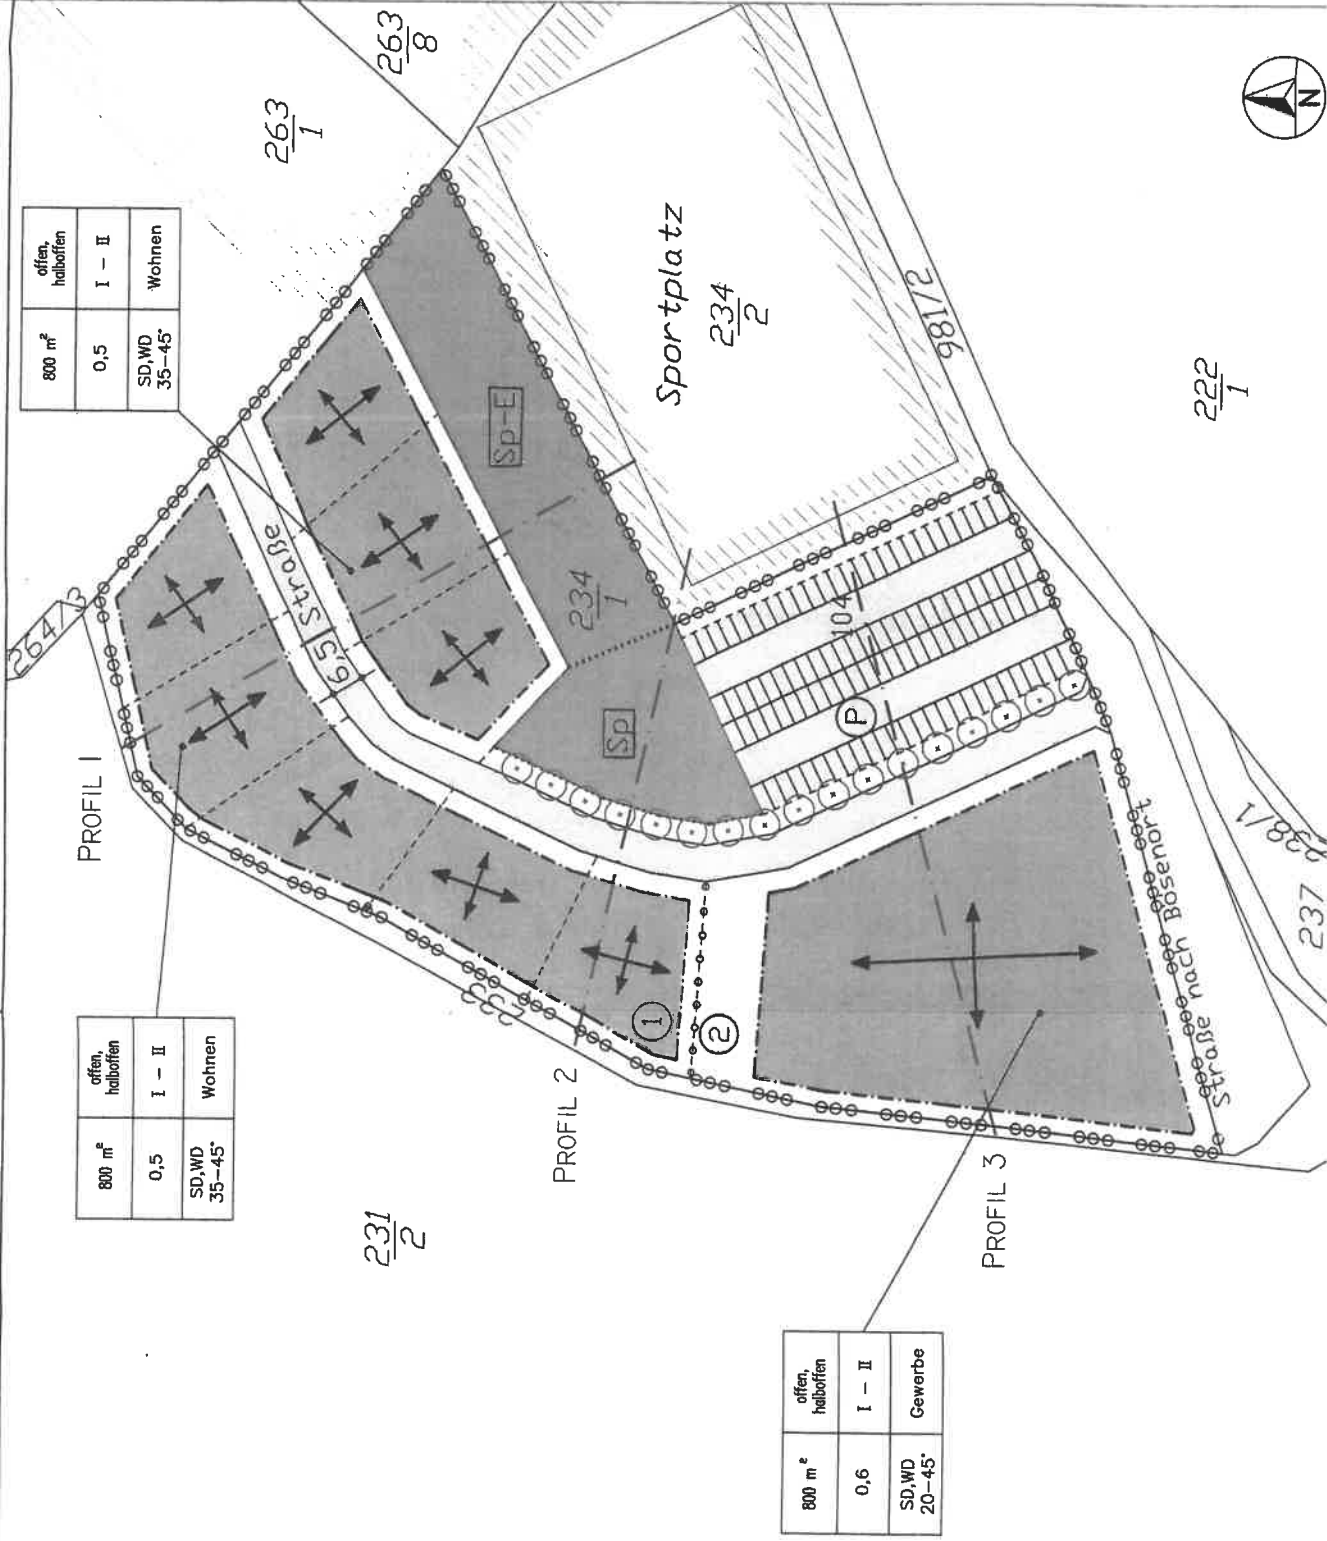 263
8
263
1
800 m²
offen,
halboffen
0,5
I – II
SD,WD
35-45°
Wohnen
N
264/3
PROFIL 1
Straße
6,5
Sp-E
Sportplatz
234
2
981/2
222
1
234
1
Sp
104
P
800 m²
offen,
halboffen
0,5
I – II
SD,WD
35-45°
Wohnen
231
2
PROFIL 2
1
2
Straße nach Bosenort
238/1
237
PROFIL 3
800 m²
offen,
halboffen
0,6
I – II
SD,WD
20-45°
Gewerbe